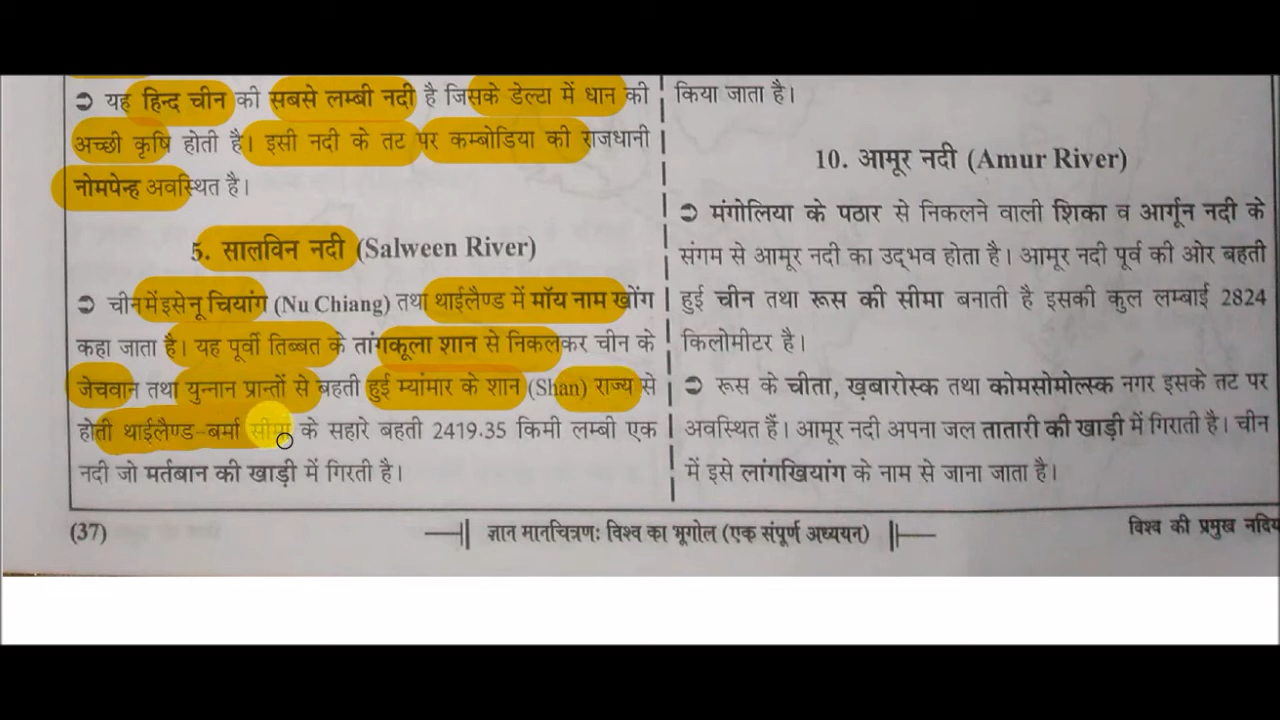 ➲ यह हिन्द चीन की सबसे लम्बी नदी है जिसके डेल्टा में धान की
अच्छी कृषि होती है। इसी नदी के तट पर कम्बोडिया की राजधानी
नोमपेन्ह अवस्थित है।
5. सालविन नदी (Salween River)
➲ चीन में इसे नू चियांग (Nu Chiang) तथा थाईलैण्ड में मॉय नाम खोंग
कहा जाता है। यह पूर्वी तिब्बत के तांगकूला शान से निकलकर चीन के
जेचवान तथा युन्नान प्रान्तों से बहती हुई म्यांमार के शान (Shan) राज्य से
होती थाईलैण्ड–बर्मा सीमा के सहारे बहती 2419.35 किमी लम्बी एक
नदी जो मर्तबान की खाड़ी में गिरती है।
किया जाता है।
10. आमूर नदी (Amur River)
➲ मंगोलिया के पठार से निकलने वाली शिका व आर्गून नदी के
संगम से आमूर नदी का उद्भव होता है। आमूर नदी पूर्व की ओर बहती
हुई चीन तथा रूस की सीमा बनाती है इसकी कुल लम्बाई 2824
किलोमीटर है।
➲ रूस के चीता, ख़बारोस्क तथा कोमसोमोल्स्क नगर इसके तट पर
अवस्थित हैं। आमूर नदी अपना जल तातारी की खाड़ी में गिराती है। चीन
में इसे लांगखियांग के नाम से जाना जाता है।
(37) ज्ञान मानचित्रण: विश्व का भूगोल (एक संपूर्ण अध्ययन) विश्व की प्रमुख